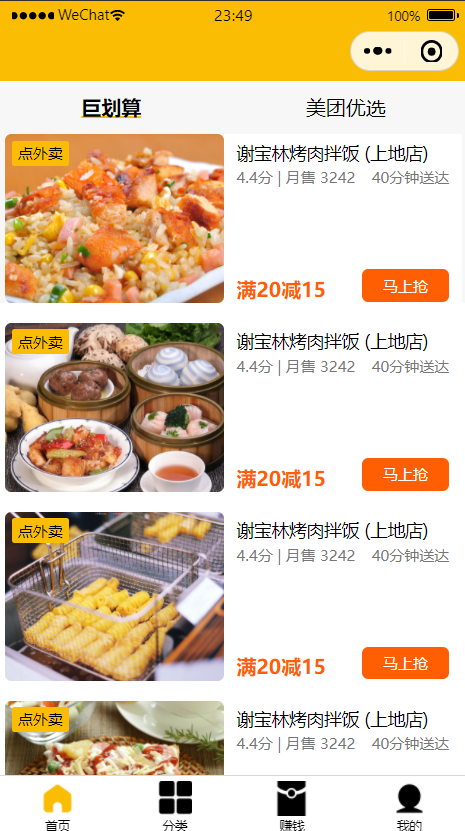 WeChat 23:49 100%
巨划算 美团优选
点外卖
谢宝林烤肉拌饭 (上地店)
4.4分 | 月售 3242 40分钟送达
满20减15 马上抢
点外卖
谢宝林烤肉拌饭 (上地店)
4.4分 | 月售 3242 40分钟送达
满20减15 马上抢
点外卖
谢宝林烤肉拌饭 (上地店)
4.4分 | 月售 3242 40分钟送达
满20减15 马上抢
点外卖
谢宝林烤肉拌饭 (上地店)
4.4分 | 月售 3242 40分钟送达
首页 分类 赚钱 我的